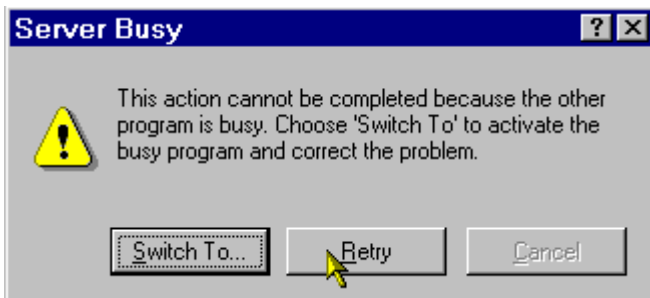 Server Busy
This action cannot be completed because the other
program is busy. Choose 'Switch To' to activate the
busy program and correct the problem.
Switch To... Retry Cancel